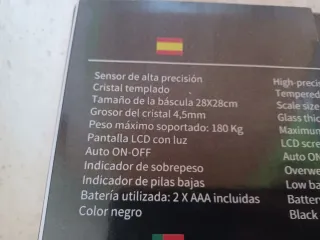 Sensor de alta precisión
Cristal templado
Tamaño de la báscula 28X28cm
Grosor del cristal 4,5mm
Peso máximo soportado: 180 Kg
Pantalla LCD con luz
Auto ON-OFF
Indicador de sobrepeso
Indicador de pilas bajas
Batería utilizada: 2 X AAA incluidas
Color negro
High-preci
Tempered
Scale size
Glass thic
Maximum
LCD scre
Auto ON
Overwe
Low ba
Batter
Black